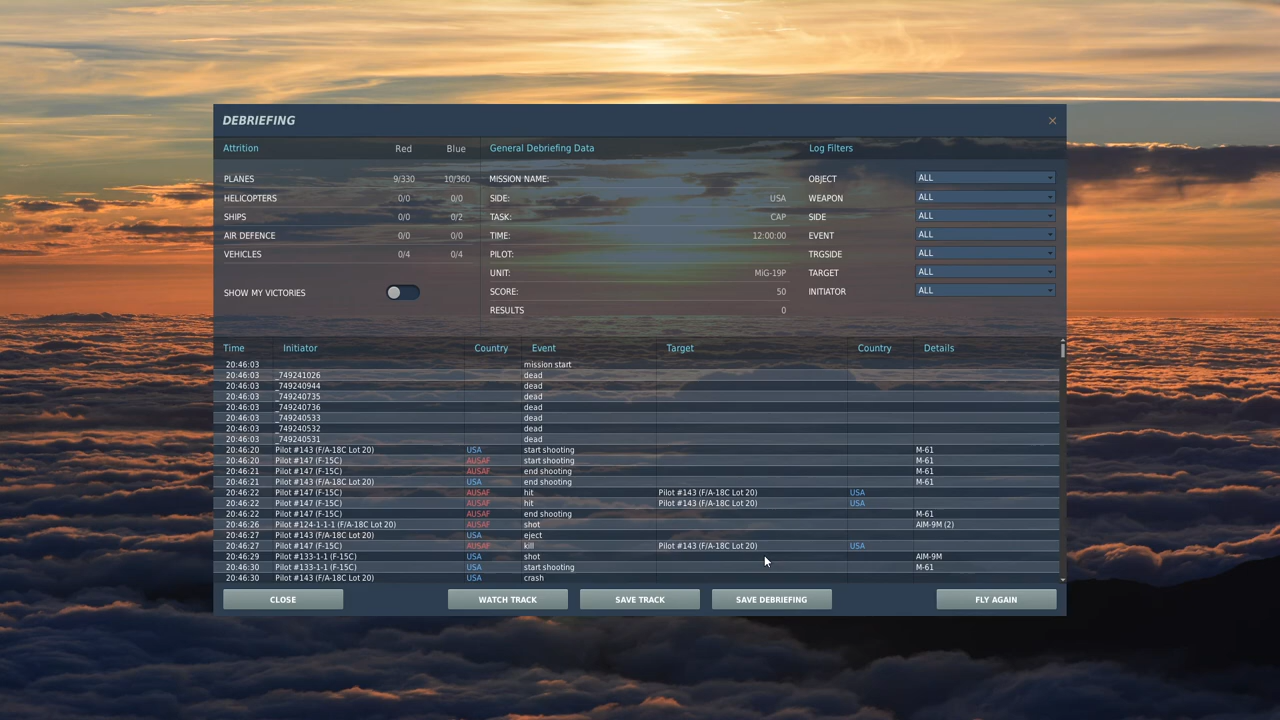 DEBRIEFING ×
Attrition Red Blue General Debriefing Data Log Filters
PLANES 9/330 10/360 MISSION NAME: OBJECT ALL
HELICOPTERS 0/0 0/0 SIDE: USA WEAPON ALL
SHIPS 0/0 0/2 TASK: CAP SIDE ALL
AIR DEFENCE 0/0 0/0 TIME: 12:00:00 EVENT ALL
VEHICLES 0/4 0/4 PILOT: TRGSIDE ALL
UNIT: MiG-19P TARGET ALL
SHOW MY VICTORIES SCORE: 50 INITIATOR ALL
RESULTS 0
Time Initiator Country Event Target Country Details
20:46:03 mission start
20:46:03 _749241026 dead
20:46:03 _749240944 dead
20:46:03 _749240735 dead
20:46:03 _749240736 dead
20:46:03 _749240533 dead
20:46:03 _749240532 dead
20:46:03 _749240531 dead
20:46:20 Pilot #143 (F/A-18C Lot 20) USA start shooting M-61
20:46:20 Pilot #147 (F-15C) AUSAF start shooting M-61
20:46:21 Pilot #147 (F-15C) AUSAF end shooting M-61
20:46:21 Pilot #143 (F/A-18C Lot 20) USA end shooting M-61
20:46:22 Pilot #147 (F-15C) AUSAF hit Pilot #143 (F/A-18C Lot 20) USA
20:46:22 Pilot #147 (F-15C) AUSAF hit Pilot #143 (F/A-18C Lot 20) USA
20:46:22 Pilot #147 (F-15C) AUSAF end shooting M-61
20:46:26 Pilot #124-1-1-1 (F/A-18C Lot 20) AUSAF shot AIM-9M (2)
20:46:27 Pilot #143 (F/A-18C Lot 20) USA eject
20:46:27 Pilot #147 (F-15C) AUSAF kill Pilot #143 (F/A-18C Lot 20) USA
20:46:29 Pilot #133-1-1 (F-15C) USA shot AIM-9M
20:46:30 Pilot #133-1-1 (F-15C) USA start shooting M-61
20:46:30 Pilot #143 (F/A-18C Lot 20) USA crash
CLOSE WATCH TRACK SAVE TRACK SAVE DEBRIEFING FLY AGAIN